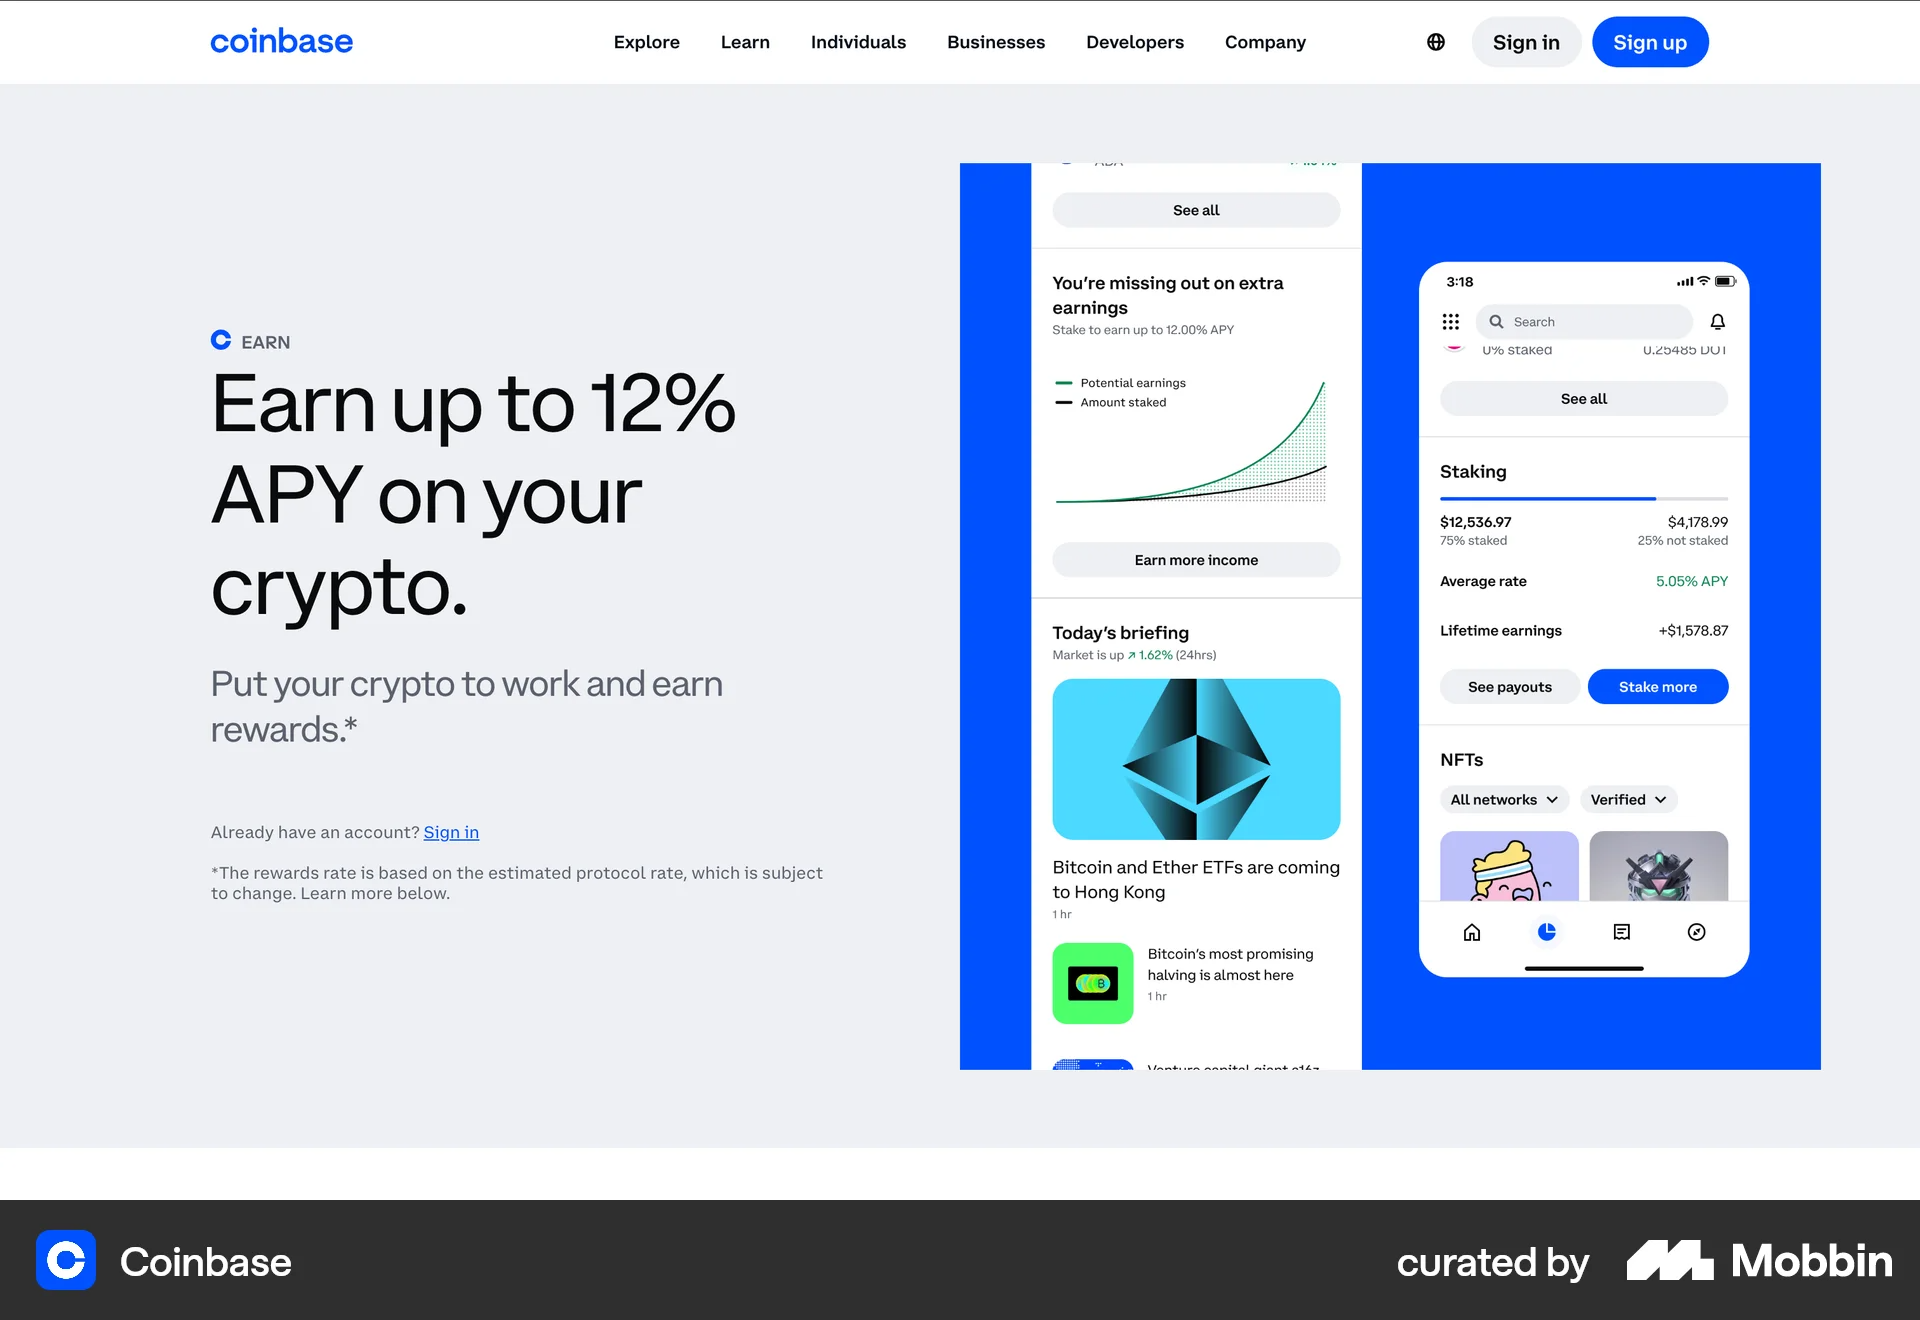 coinbase
Explore
Learn
Individuals
Businesses
Developers
Company
Sign in
Sign up
EARN
Earn up to 12%
APY on your
crypto.
Put your crypto to work and earn
rewards.*
Already have an account? Sign in
*The rewards rate is based on the estimated protocol rate, which is subject
to change. Learn more below.
See all
You're missing out on extra
earnings
Stake to earn up to 12.00% APY
Potential earnings
Amount staked
Earn more income
Today's briefing
Market is up ↗ 1.62% (24hrs)
Bitcoin and Ether ETFs are coming
to Hong Kong
1 hr
Bitcoin's most promising
halving is almost here
1 hr
Venture capital giant a16z
3:18
Search
0% staked
0.25485 DOT
See all
Staking
$12,536.97
$4,178.99
75% staked
25% not staked
Average rate
5.05% APY
Lifetime earnings
+$1,578.87
See payouts
Stake more
NFTs
All networks
Verified
Coinbase
curated by
Mobbin